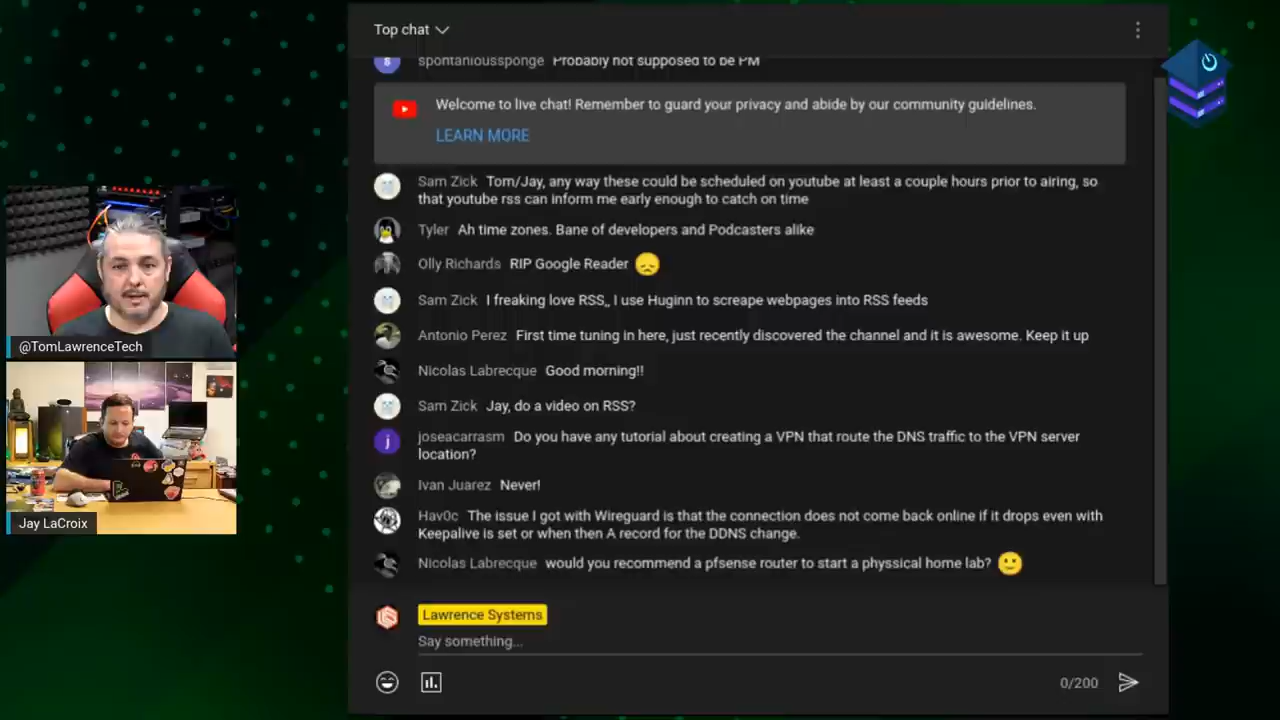 Top chat
spontanioussponge Probably not supposed to be PM
Welcome to live chat! Remember to guard your privacy and abide by our community guidelines.
LEARN MORE
Sam Zick Tom/Jay, any way these could be scheduled on youtube at least a couple hours prior to airing, so
that youtube rss can inform me early enough to catch on time
Tyler Ah time zones. Bane of developers and Podcasters alike
Olly Richards RIP Google Reader
Sam Zick I freaking love RSS,, I use Huginn to screape webpages into RSS feeds
Antonio Perez First time tuning in here, just recently discovered the channel and it is awesome. Keep it up
Nicolas Labrecque Good morning!!
Sam Zick Jay, do a video on RSS?
j joseacarrasm Do you have any tutorial about creating a VPN that route the DNS traffic to the VPN server
location?
Ivan Juarez Never!
Hav0c The issue I got with Wireguard is that the connection does not come back online if it drops even with
Keepalive is set or when then A record for the DDNS change.
Nicolas Labrecque would you recommend a pfsense router to start a physsical home lab?
Lawrence Systems
Say something...
0/200
@TomLawrenceTech
Jay LaCroix